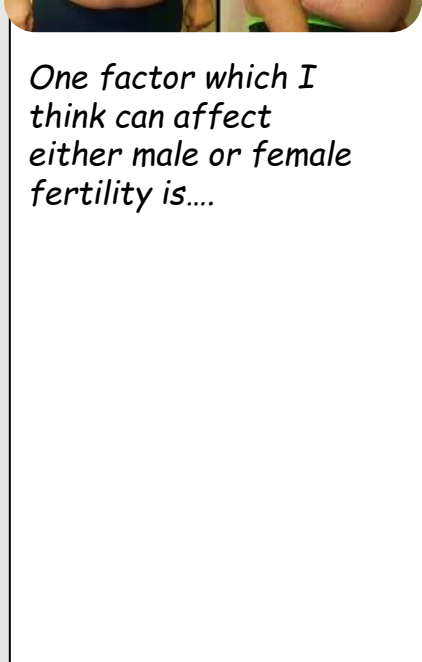 One factor which I
think can affect
either male or female
fertility is....